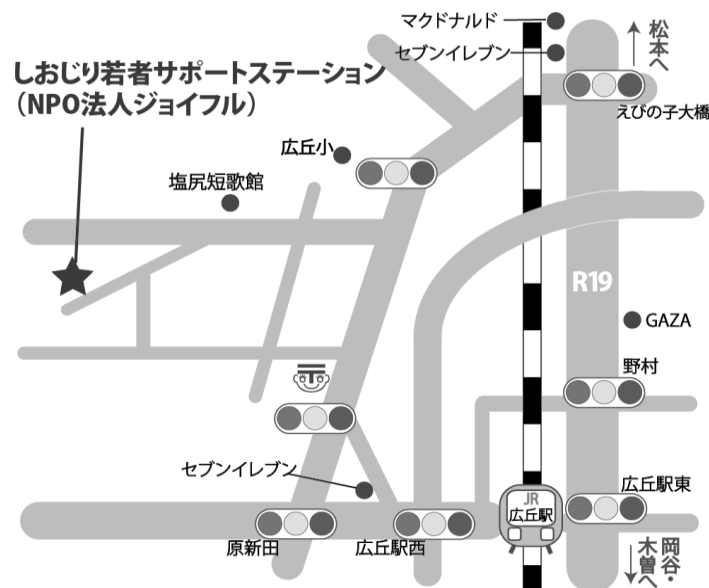 マクドナルド
セブンイレブン
松本へ
しおじり若者サポートステーション
（NPO法人ジョイフル）
えびの子大橋
広丘小
塩尻短歌館
R19
GAZA
野村
〒
セブンイレブン
JR
広丘駅
広丘駅東
原新田
広丘駅西
岡谷・
木曽へ